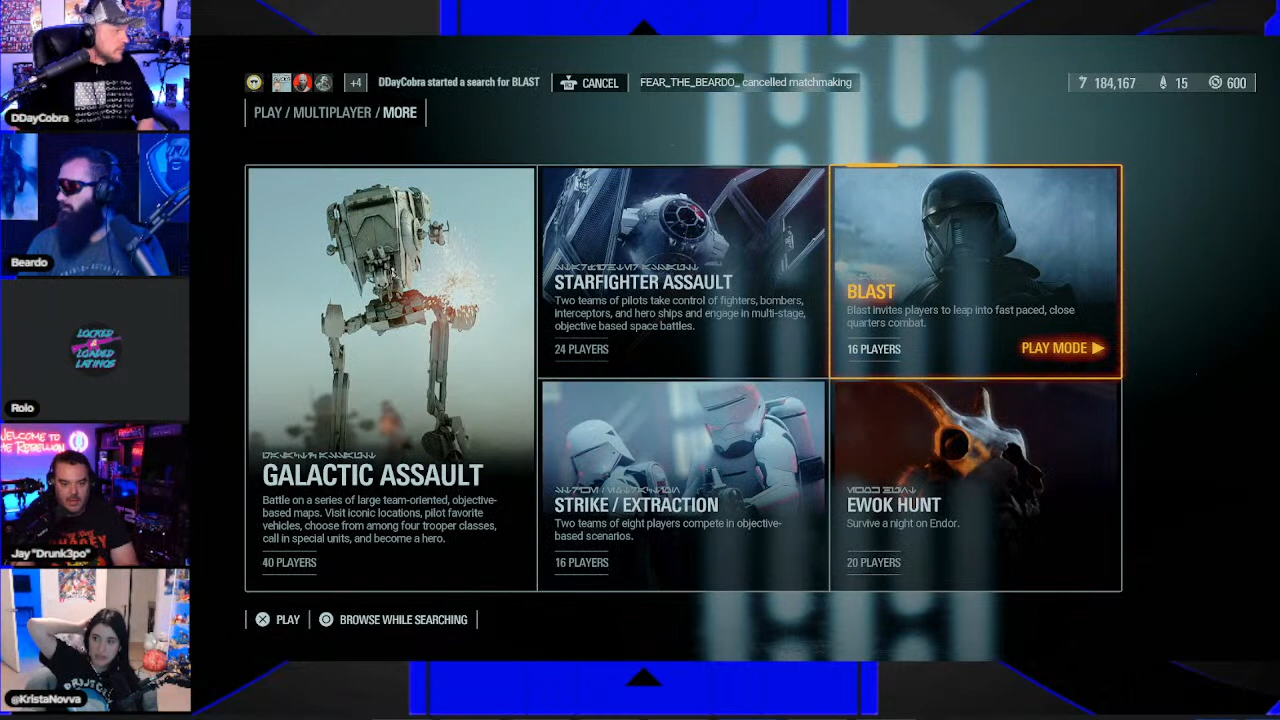 DDayCobra
Beardo
LOCKED
&
LOADED
LATINOS
Rolo
WELCOME TO
THE REBELLION
Jay "Drunk3po"
@KristaNovva
+4
DDayCobra started a search for BLAST
CANCEL
FEAR_THE_BEARDO_ cancelled matchmaking
184,167
15
600
PLAY / MULTIPLAYER / MORE
GALACTIC ASSAULT
Battle on a series of large team-oriented, objective-
based maps. Visit iconic locations, pilot favorite
vehicles, choose from among four trooper classes,
call in special units, and become a hero.
40 PLAYERS
STARFIGHTER ASSAULT
Two teams of pilots take control of fighters, bombers,
interceptors, and hero ships and engage in multi-stage,
objective based space battles.
24 PLAYERS
BLAST
Blast invites players to leap into fast paced, close
quarters combat.
16 PLAYERS
PLAY MODE
STRIKE / EXTRACTION
Two teams of eight players compete in objective-
based scenarios.
16 PLAYERS
EWOK HUNT
Survive a night on Endor.
20 PLAYERS
PLAY
BROWSE WHILE SEARCHING